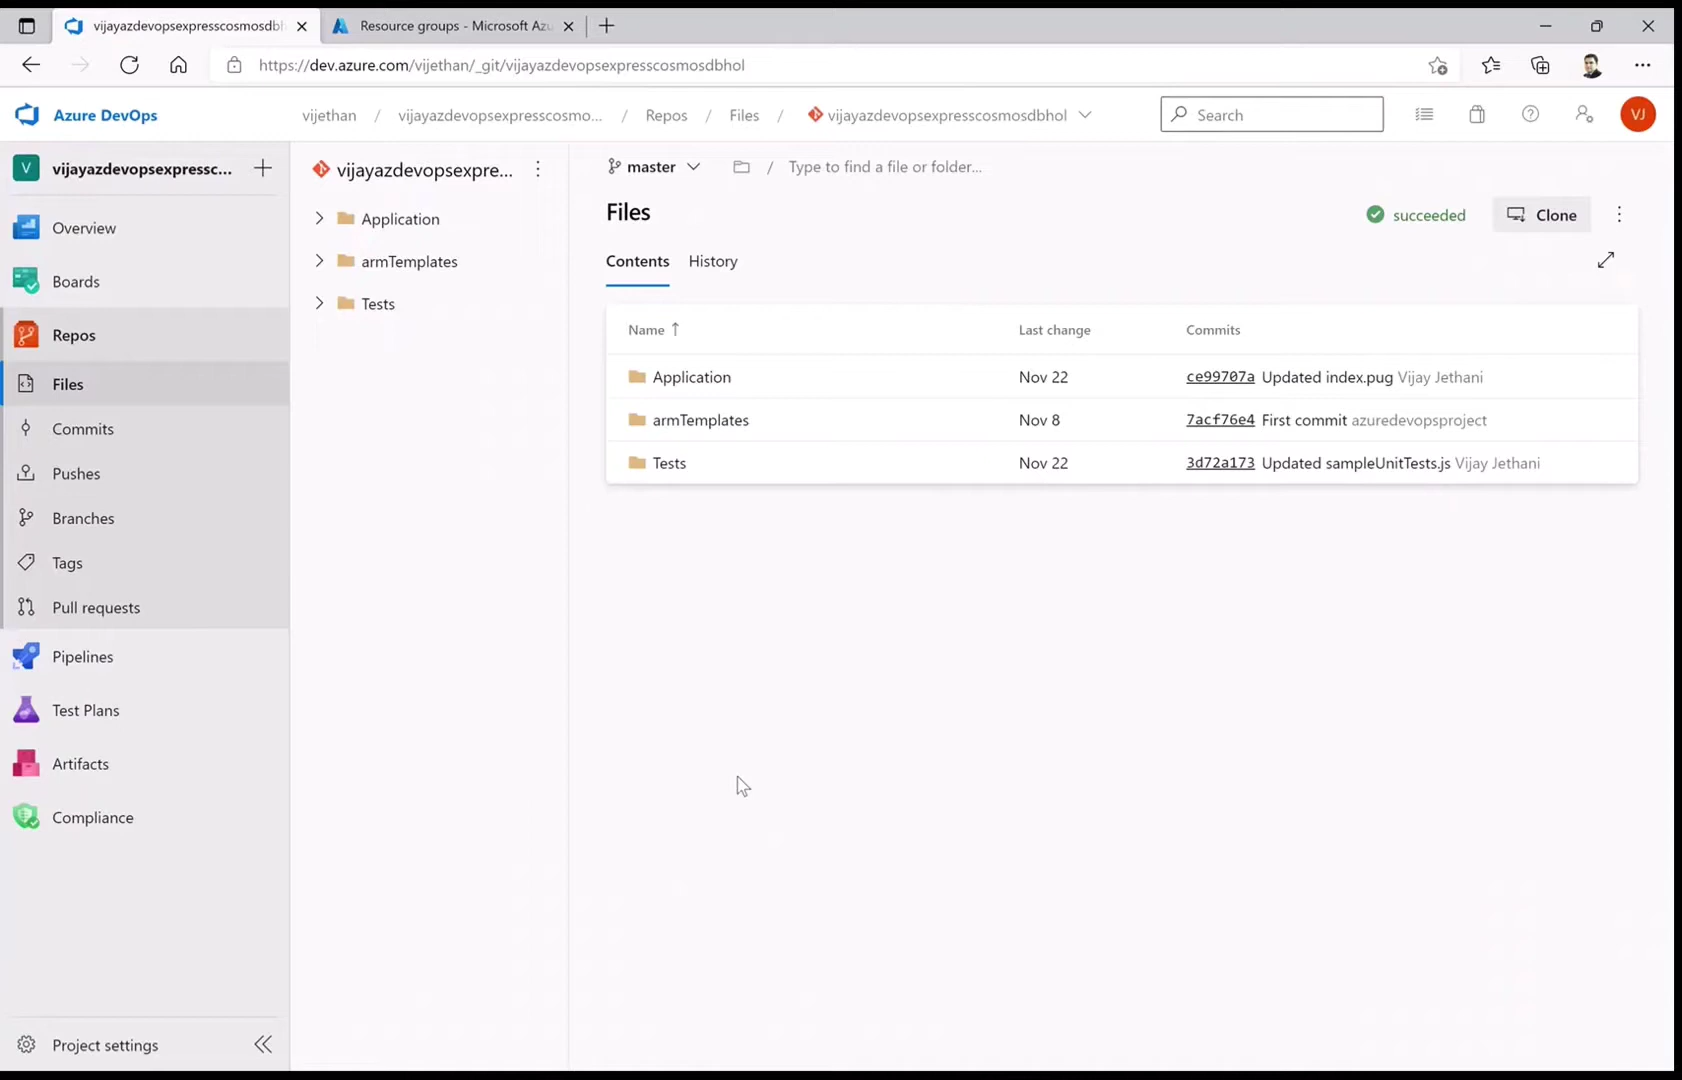 vijayazdevopsexpresscosmosdbh
Resource groups - Microsoft Azu
https://dev.azure.com/vijethan/_git/vijayazdevopsexpresscosmosdbhol
Azure DevOps
vijethan / vijayazdevopsexpresscosmo... / Repos / Files / vijayazdevopsexpresscosmosdbhol
Search
VJ
V vijayazdevopsexpressc...
Overview
Boards
Repos
Files
Commits
Pushes
Branches
Tags
Pull requests
Pipelines
Test Plans
Artifacts
Compliance
Project settings
vijayazdevopsexpre...
Application
armTemplates
Tests
master / Type to find a file or folder...
Files
succeeded
Clone
Contents History
Name ↑ Last change Commits
Application Nov 22 ce99707a Updated index.pug Vijay Jethani
armTemplates Nov 8 7acf76e4 First commit azuredevopsproject
Tests Nov 22 3d72a173 Updated sampleUnitTests.js Vijay Jethani